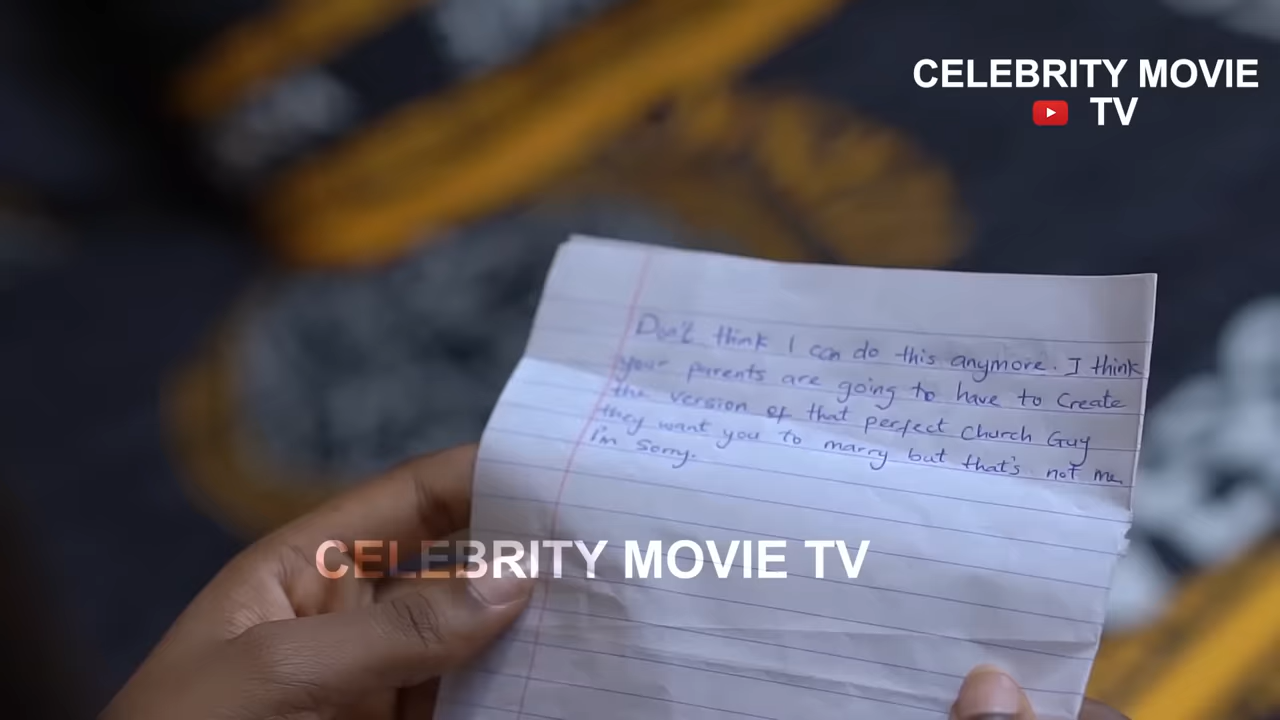 CELEBRITY MOVIE
TV
Don't think I can do this anymore. I think
your parents are going to have to Create
the version of that perfect Church Guy
they want you to marry but that's not me
I'm sorry.
CELEBRITY MOVIE TV